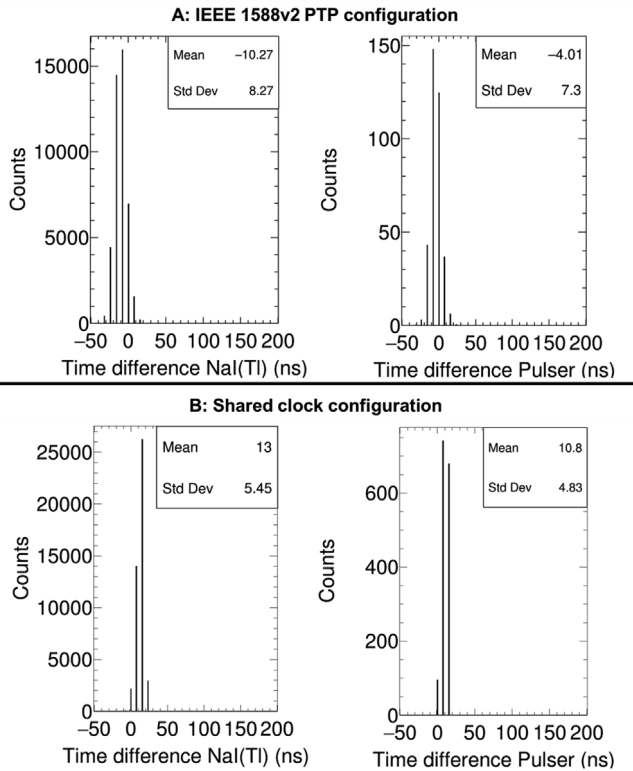 A: IEEE 1588v2 PTP configuration
Mean −10.27
Std Dev 8.27
15000
10000
5000
0
Counts
−50 0 50 100 150 200
Time difference NaI(Tl) (ns)
Mean −4.01
Std Dev 7.3
150
100
50
0
Counts
−50 0 50 100 150 200
Time difference Pulser (ns)
B: Shared clock configuration
Mean 13
Std Dev 5.45
25000
20000
15000
10000
5000
0
Counts
−50 0 50 100 150 200
Time difference NaI(Tl) (ns)
Mean 10.8
Std Dev 4.83
600
400
200
0
Counts
−50 0 50 100 150 200
Time difference Pulser (ns)